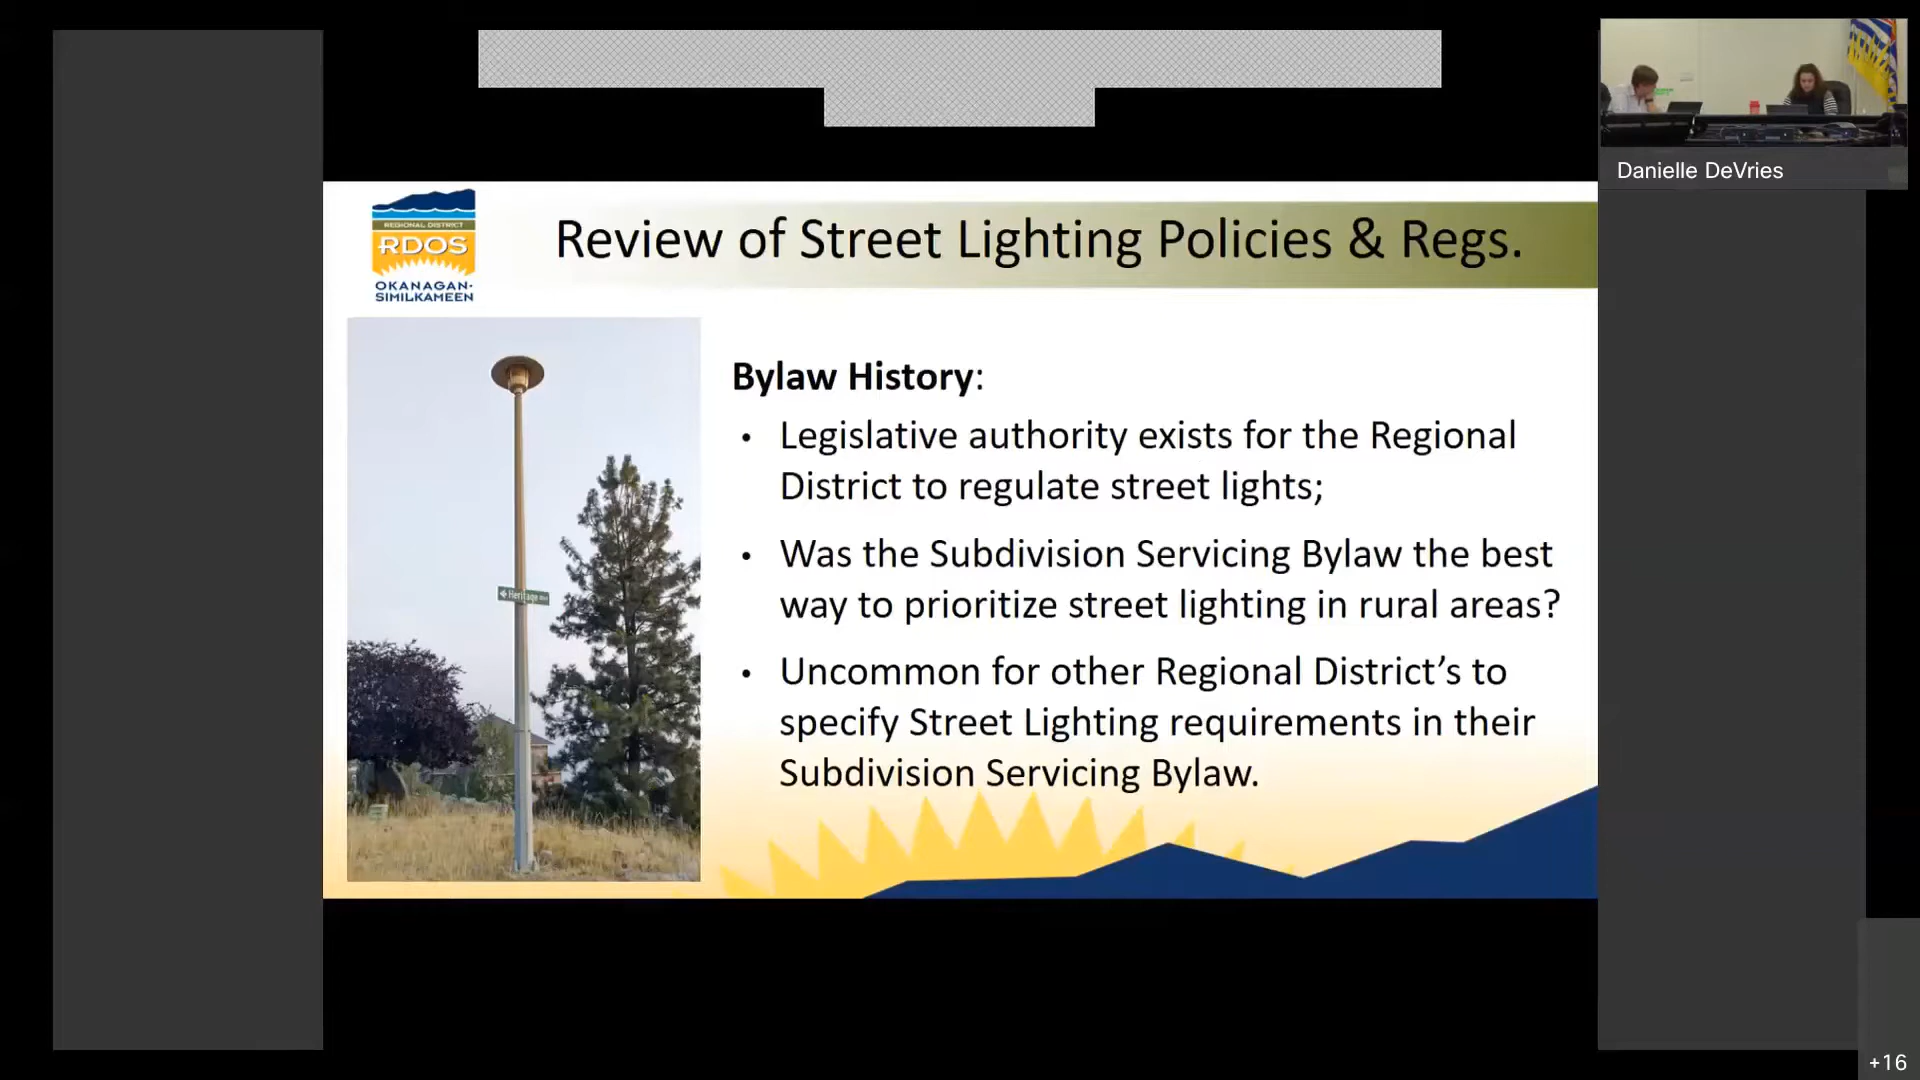 Danielle DeVries
REGIONAL DISTRICT
RDOS
OKANAGAN-
SIMILKAMEEN
Review of Street Lighting Policies & Regs.
Heritage
Bylaw History:
• Legislative authority exists for the Regional
District to regulate street lights;
• Was the Subdivision Servicing Bylaw the best
way to prioritize street lighting in rural areas?
• Uncommon for other Regional District's to
specify Street Lighting requirements in their
Subdivision Servicing Bylaw.
+16